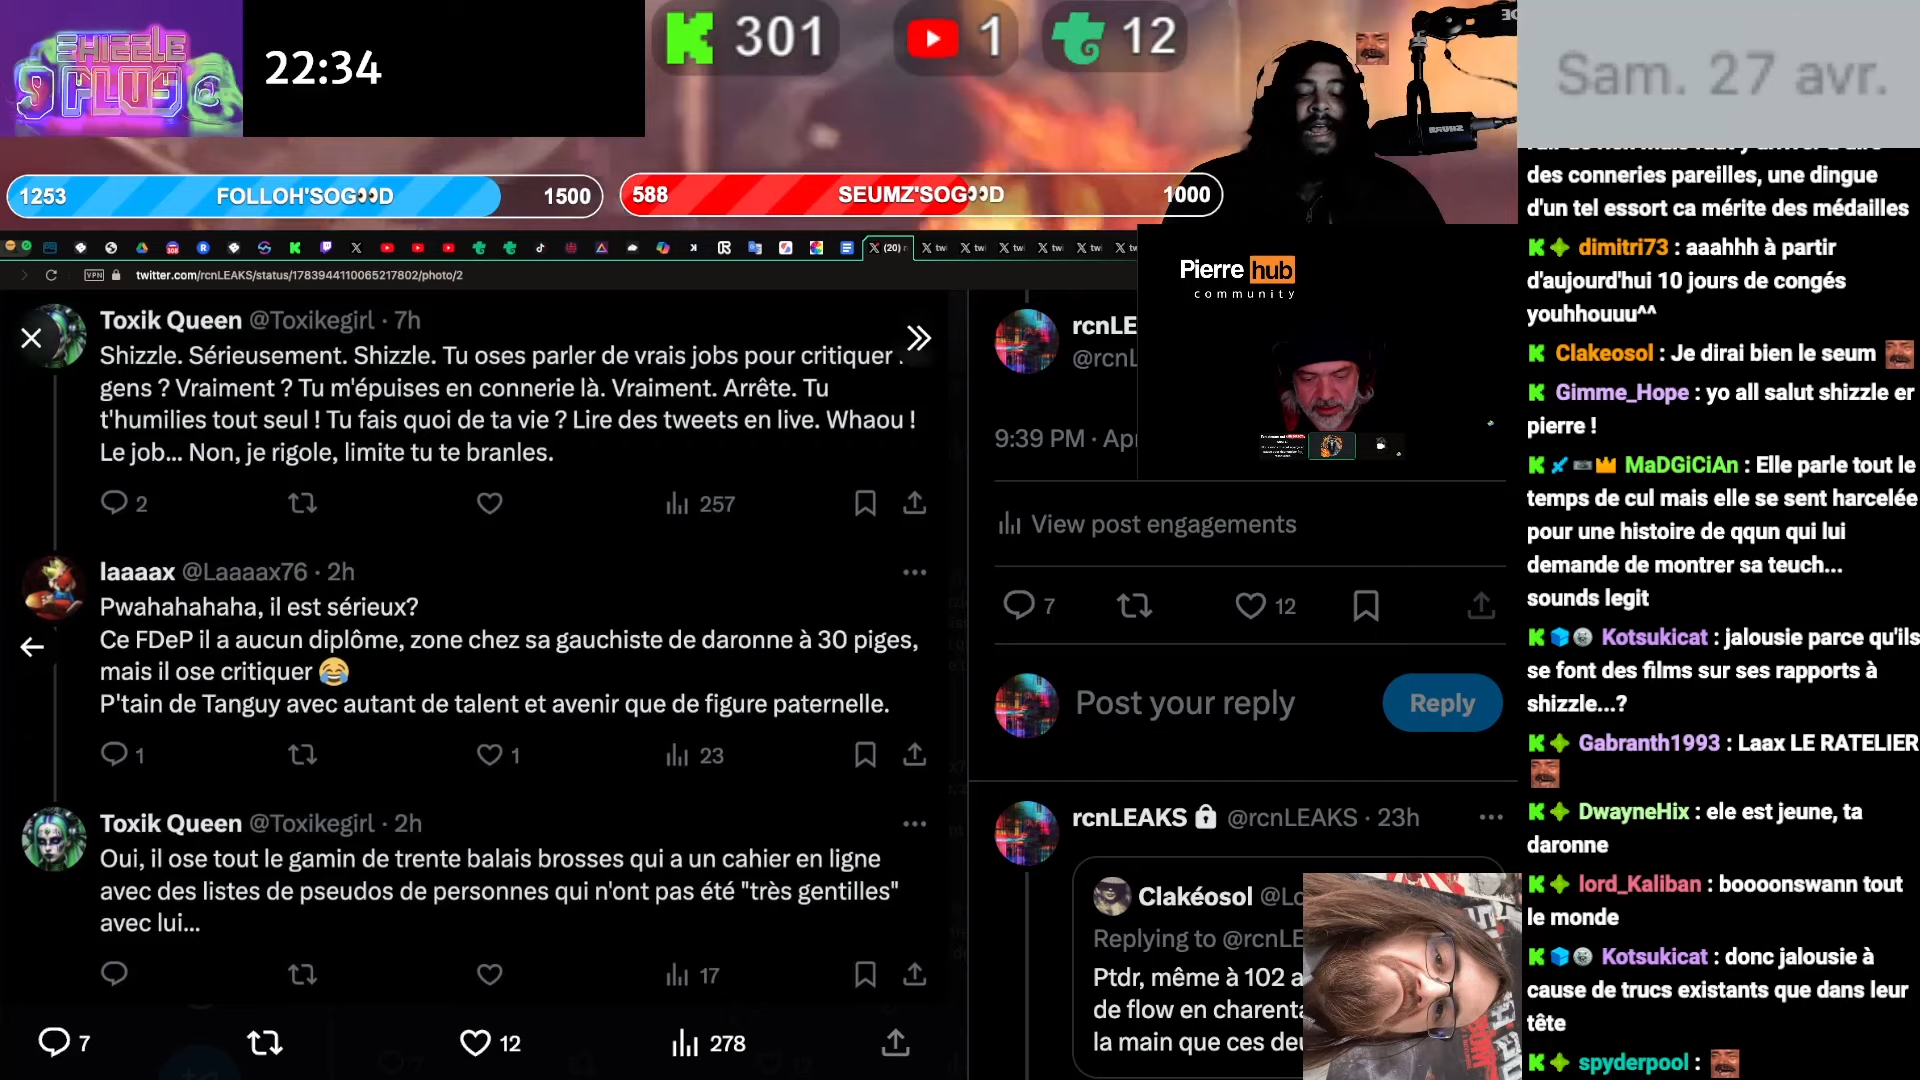 SHIZZLE
PLUG
22:34
301
1
12
Sam. 27 avr.
1253 FOLLOH'SOG👀D 1500
588 SEUMZ'SOG👀D 1000
(20)
twi
twi
twi
twi
twi
VPN
twitter.com/rcnLEAKS/status/1783944110065217802/photo/2
Toxik Queen @Toxikegirl · 7h
Shizzle. Sérieusement. Shizzle. Tu oses parler de vrais jobs pour critiquer
gens ? Vraiment ? Tu m'épuises en connerie là. Vraiment. Arrête. Tu
t'humilies tout seul ! Tu fais quoi de ta vie ? Lire des tweets en live. Whaou !
Le job... Non, je rigole, limite tu te branles.
2
257
laaaax @Laaaax76 · 2h
Pwahahahaha, il est sérieux?
Ce FDeP il a aucun diplôme, zone chez sa gauchiste de daronne à 30 piges,
mais il ose critiquer 😂
P'tain de Tanguy avec autant de talent et avenir que de figure paternelle.
1
1
23
Toxik Queen @Toxikegirl · 2h
Oui, il ose tout le gamin de trente balais brosses qui a un cahier en ligne
avec des listes de pseudos de personnes qui n'ont pas été "très gentilles"
avec lui...
17
7
12
278
rcnLE
@rcnL
9:39 PM · Apr
View post engagements
7
12
Post your reply
Reply
rcnLEAKS @rcnLEAKS · 23h
Clakéosol @Lo
Replying to @rcnLE
Ptdr, même à 102 a
de flow en charenta
la main que ces deu
Pierre hub
community
des conneries pareilles, une dingue
d'un tel essort ca mérite des médailles
dimitri73 : aaahhh à partir
d'aujourd'hui 10 jours de congés
youhhouuu^^
Clakeosol : Je dirai bien le seum
Gimme_Hope : yo all salut shizzle er
pierre !
MaDGiCiAn : Elle parle tout le
temps de cul mais elle se sent harcelée
pour une histoire de qqun qui lui
demande de montrer sa teuch...
sounds legit
Kotsukicat : jalousie parce qu'ils
se font des films sur ses rapports à
shizzle...?
Gabranth1993 : Laax LE RATELIER
DwayneHix : ele est jeune, ta
daronne
lord_Kaliban : boooonswann tout
le monde
Kotsukicat : donc jalousie à
cause de trucs existants que dans leur
tête
spyderpool :